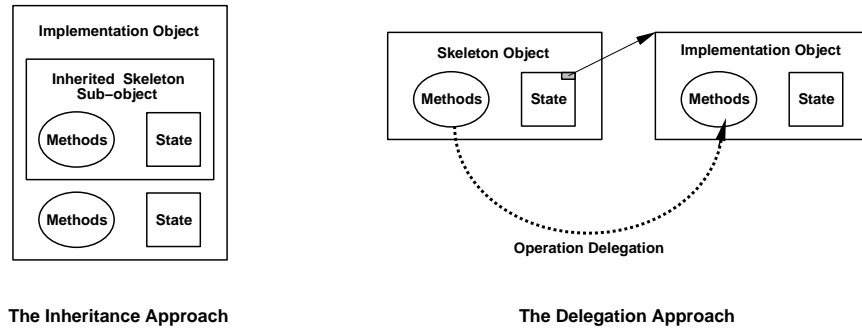 Implementation Object
Inherited Skeleton
Sub-object
Methods
State
Methods
State
The Inheritance Approach
Skeleton Object
Methods
State
Implementation Object
Methods
State
Operation Delegation
The Delegation Approach